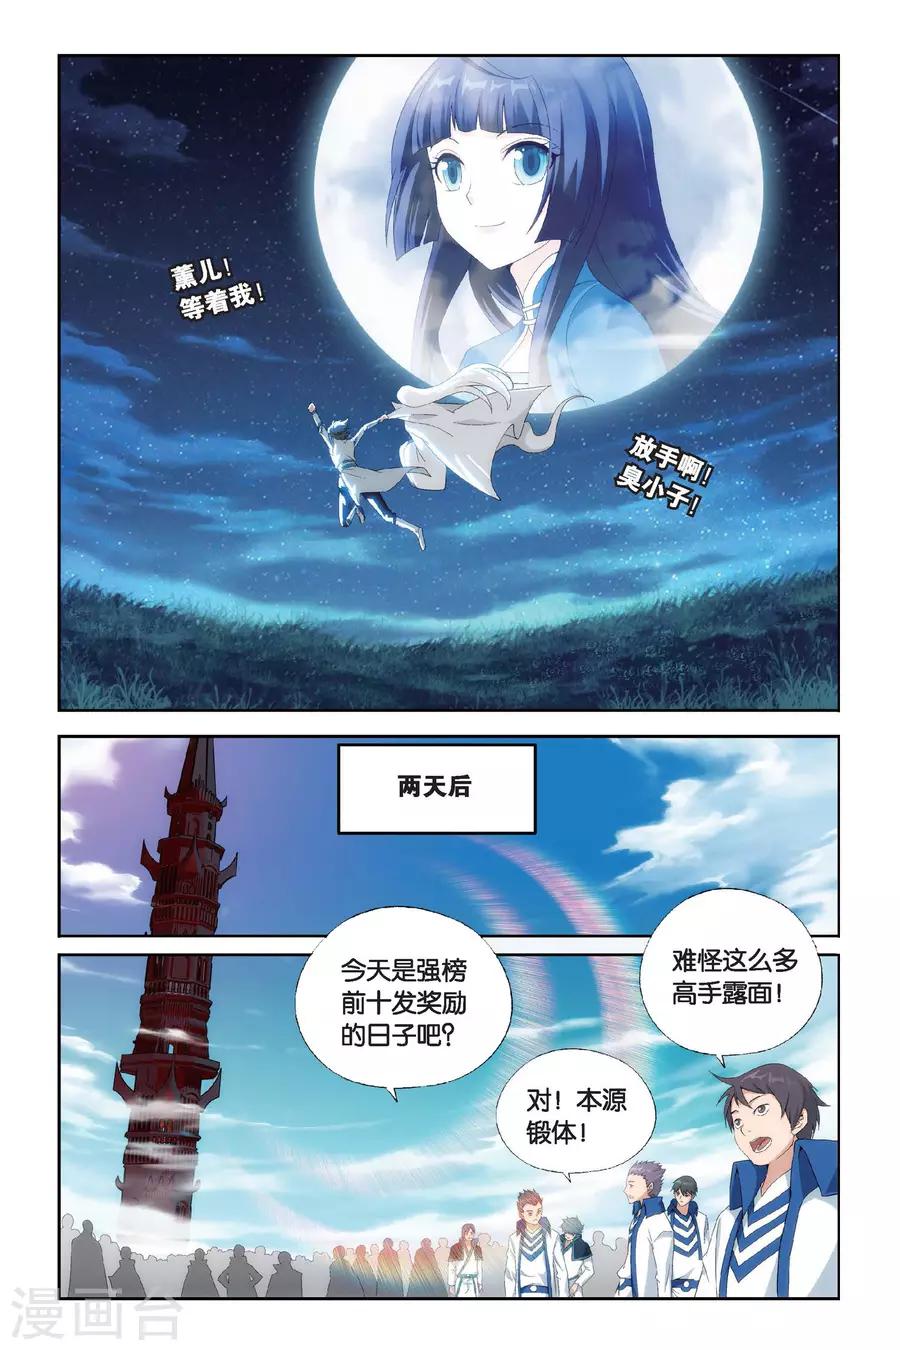 薰儿！
等着我！
放手啊！
臭小子！
两天后
今天是强榜
前十发奖励
的日子吧？
难怪这么多
高手露面！
对！本源
锻体！
漫画台